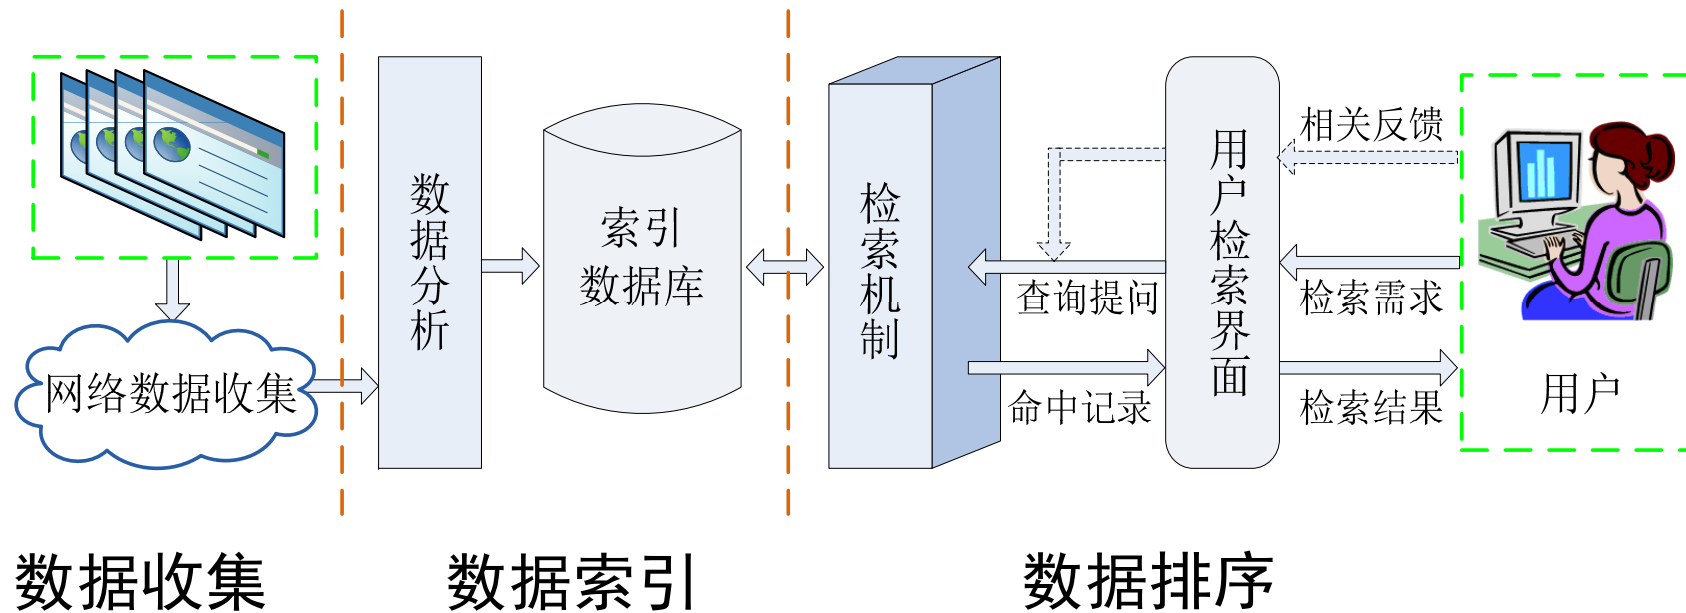 网络数据收集
数据分析
索引
数据库
检索机制
查询提问
命中记录
用户检索界面
相关反馈
检索需求
检索结果
用户
数据收集
数据索引
数据排序